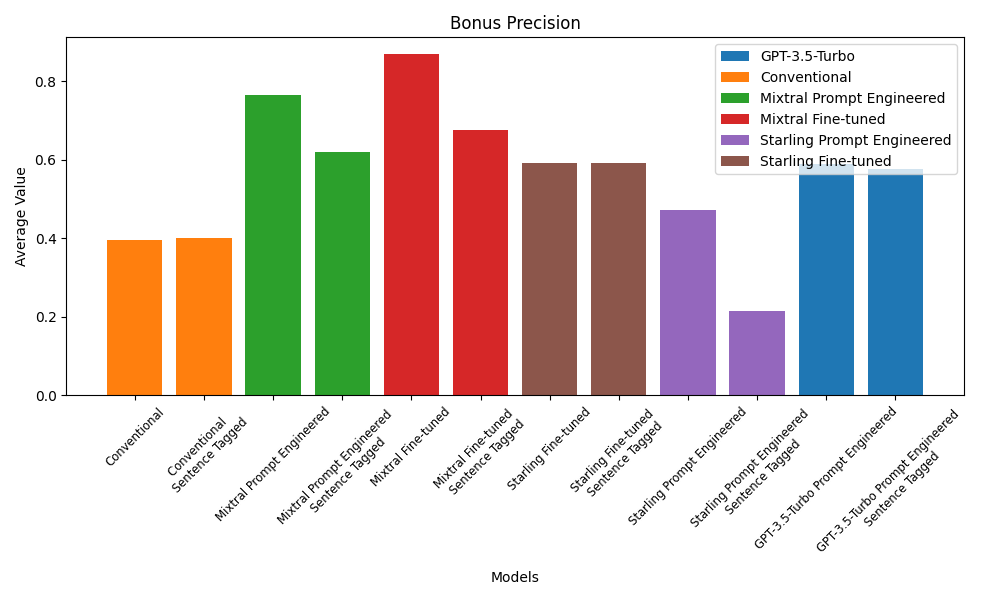 Bonus Precision
GPT-3.5-Turbo
Conventional
Mixtral Prompt Engineered
Mixtral Fine-tuned
Starling Prompt Engineered
Starling Fine-tuned
Average Value
0.8
0.6
0.4
0.2
0.0
Conventional
Conventional
Sentence Tagged
Mixtral Prompt Engineered
Mixtral Prompt Engineered
Sentence Tagged
Mixtral Fine-tuned
Mixtral Fine-tuned
Sentence Tagged
Starling Fine-tuned
Starling Fine-tuned
Sentence Tagged
Starling Prompt Engineered
Starling Prompt Engineered
Sentence Tagged
GPT-3.5-Turbo Prompt Engineered
GPT-3.5-Turbo Prompt Engineered
Sentence Tagged
Models